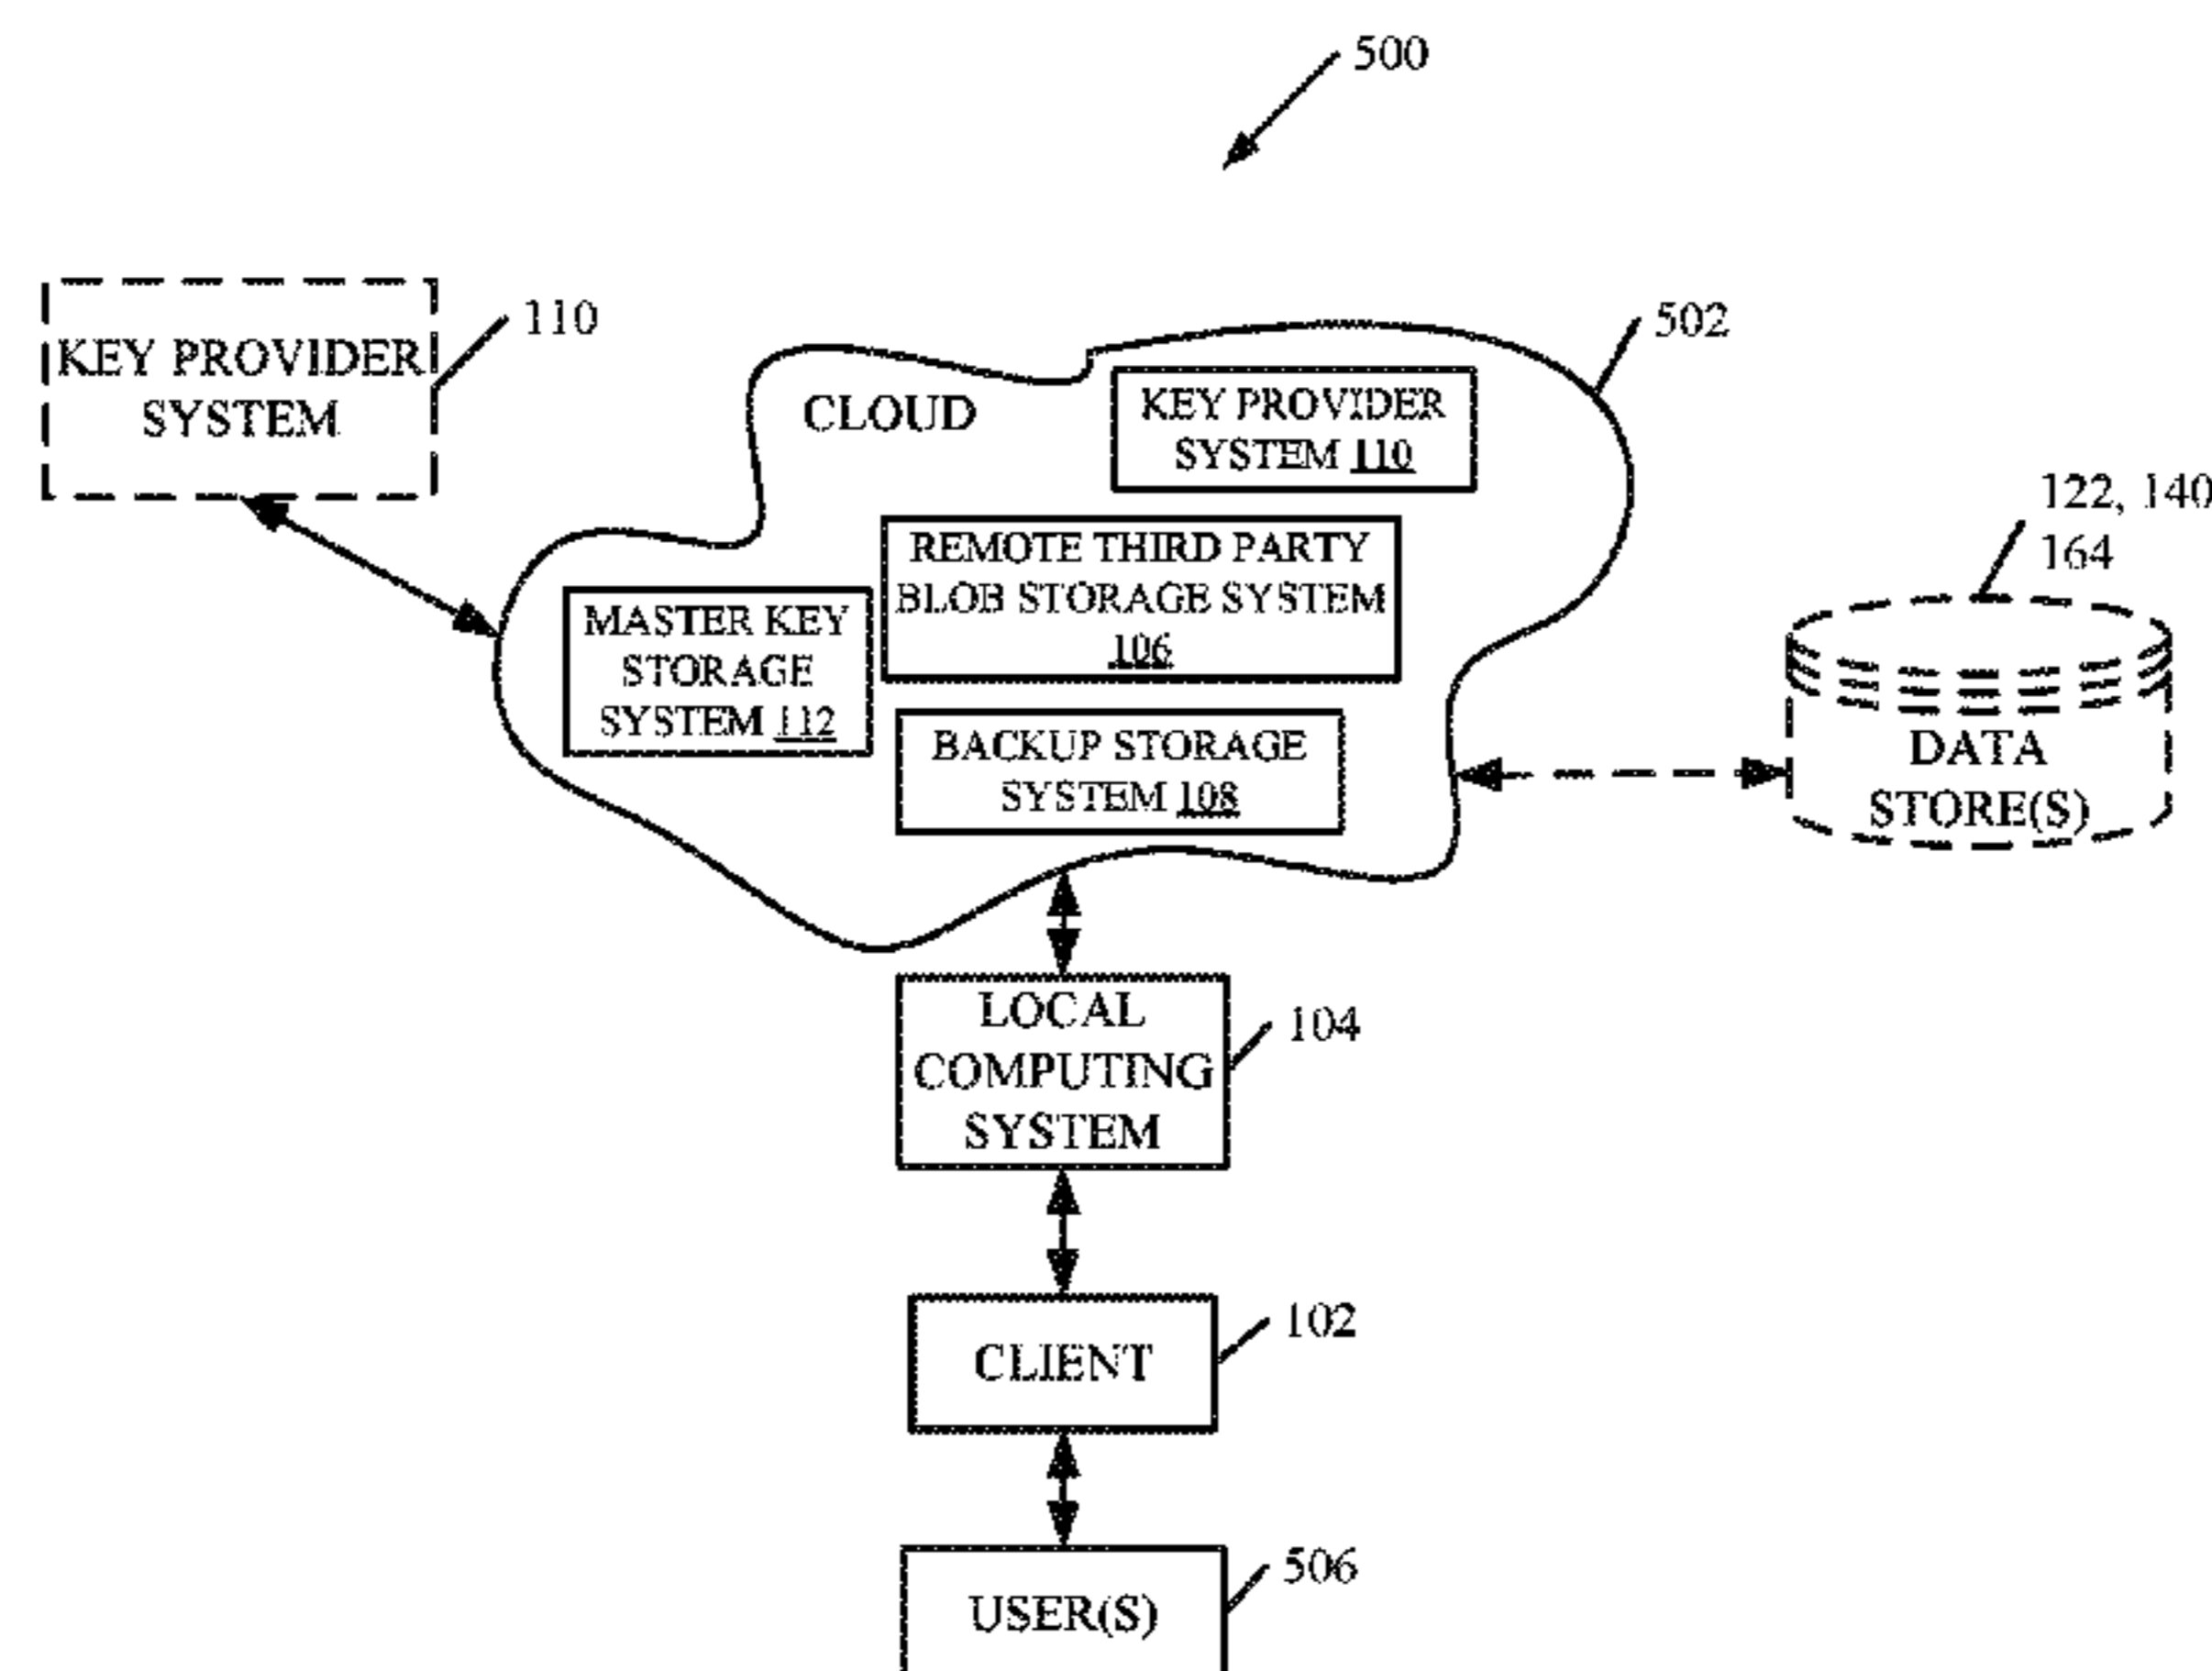 500
KEY PROVIDER
SYSTEM
110
502
CLOUD
KEY PROVIDER
SYSTEM 110
REMOTE THIRD PARTY
BLOB STORAGE SYSTEM
106
MASTER KEY
STORAGE
SYSTEM 112
BACKUP STORAGE
SYSTEM 108
122, 140
164
DATA
STORE(S)
LOCAL
COMPUTING
SYSTEM
104
CLIENT
102
USER(S)
506